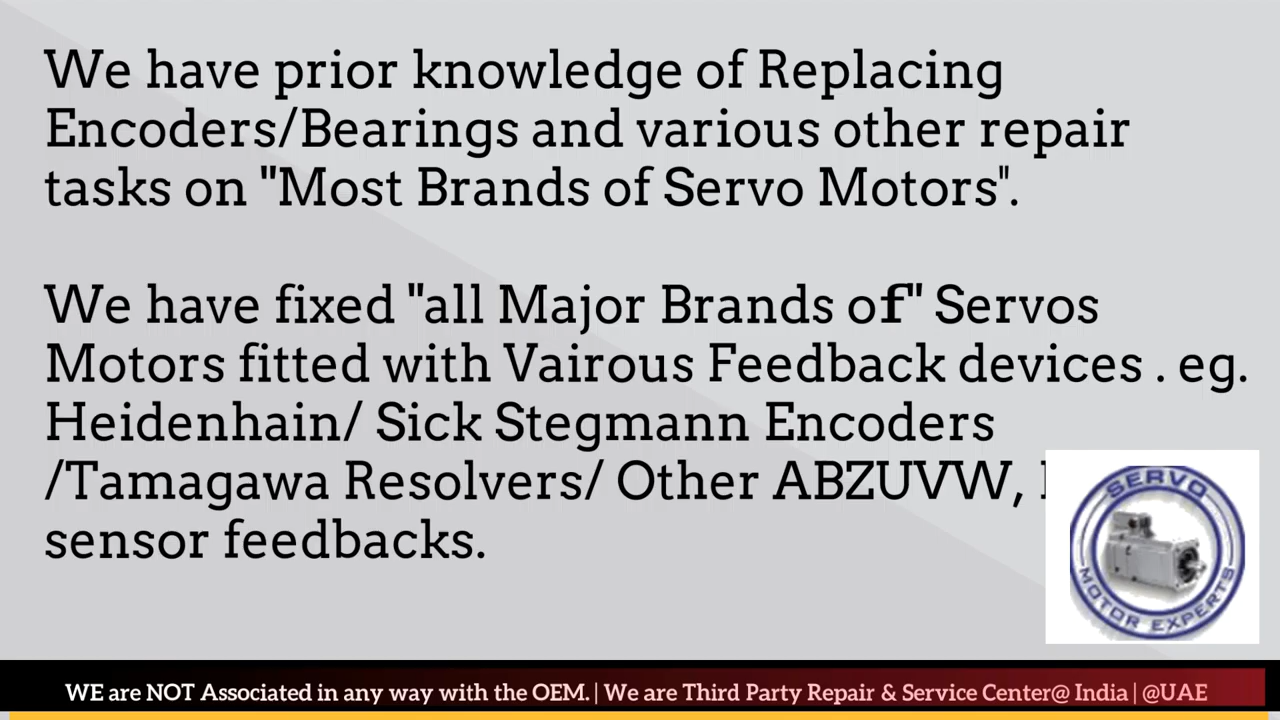 We have prior knowledge of Replacing
Encoders/Bearings and various other repair
tasks on "Most Brands of Servo Motors".
We have fixed "all Major Brands of" Servos
Motors fitted with Vairous Feedback devices . eg.
Heidenhain/ Sick Stegmann Encoders
/Tamagawa Resolvers/ Other ABZUVW,
sensor feedbacks.
SERVO
MOTOR EXPERTS
WE are NOT Associated in any way with the OEM. | We are Third Party Repair & Service Center@ India | @UAE